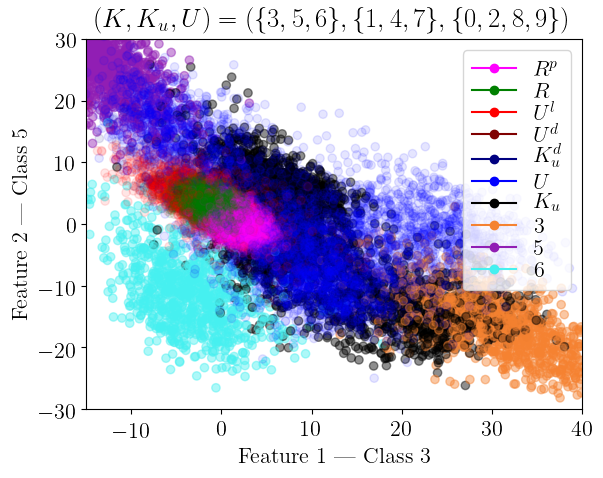 (K, K_u, U) = ({3, 5, 6}, {1, 4, 7}, {0, 2, 8, 9})
30
20
10
0
−10
−20
−30
Feature 2 — Class 5
R^p
R
U^l
U^d
K_u^d
U
K_u
3
5
6
−10
0
10
20
30
40
Feature 1 — Class 3